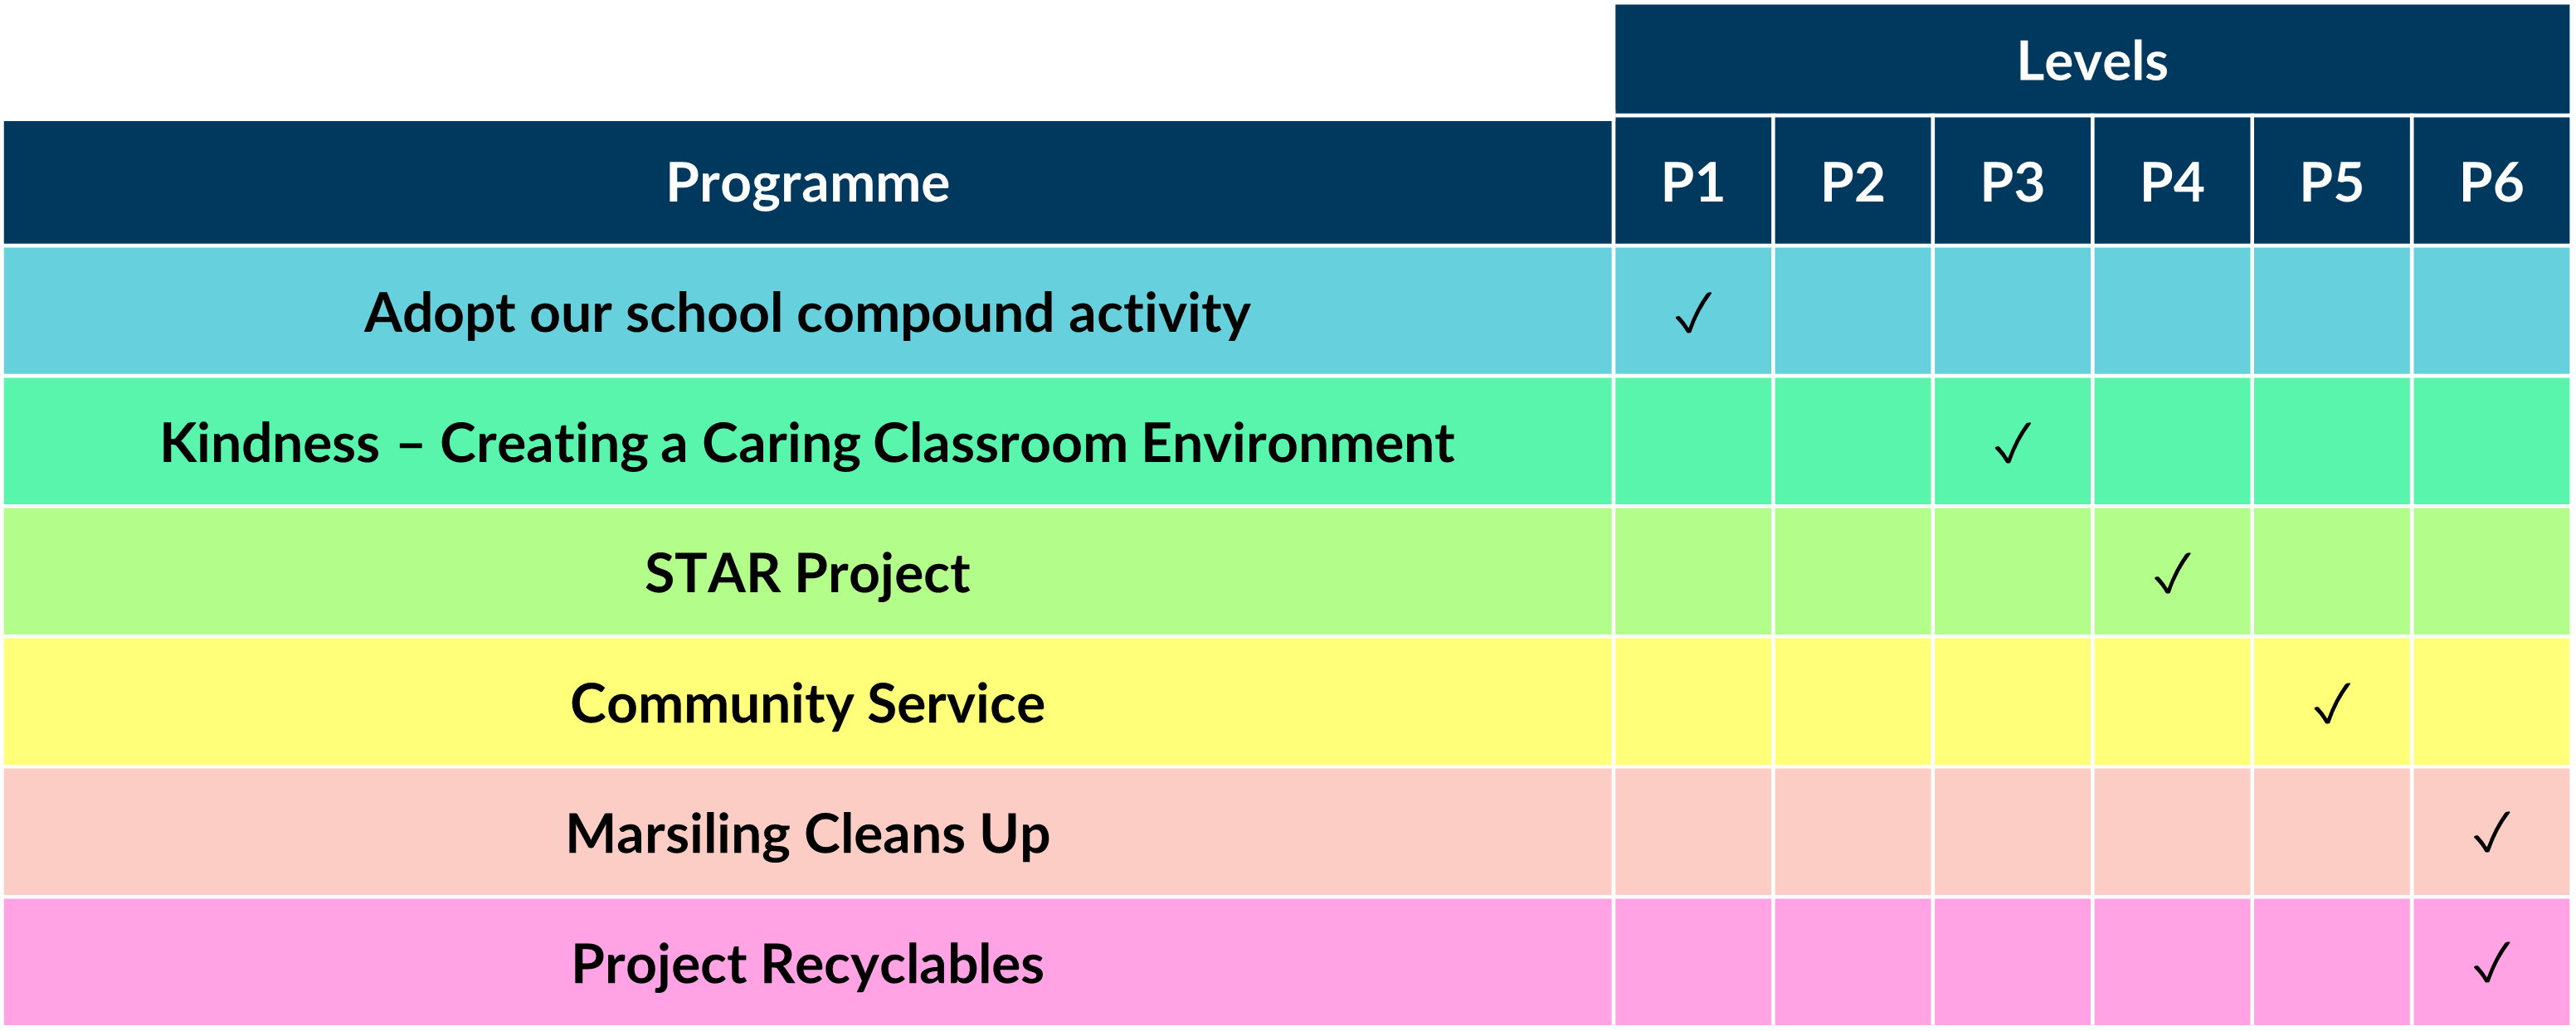 Levels
Programme P1 P2 P3 P4 P5 P6
Adopt our school compound activity ✓
Kindness – Creating a Caring Classroom Environment ✓
STAR Project ✓
Community Service ✓
Marsiling Cleans Up ✓
Project Recyclables ✓